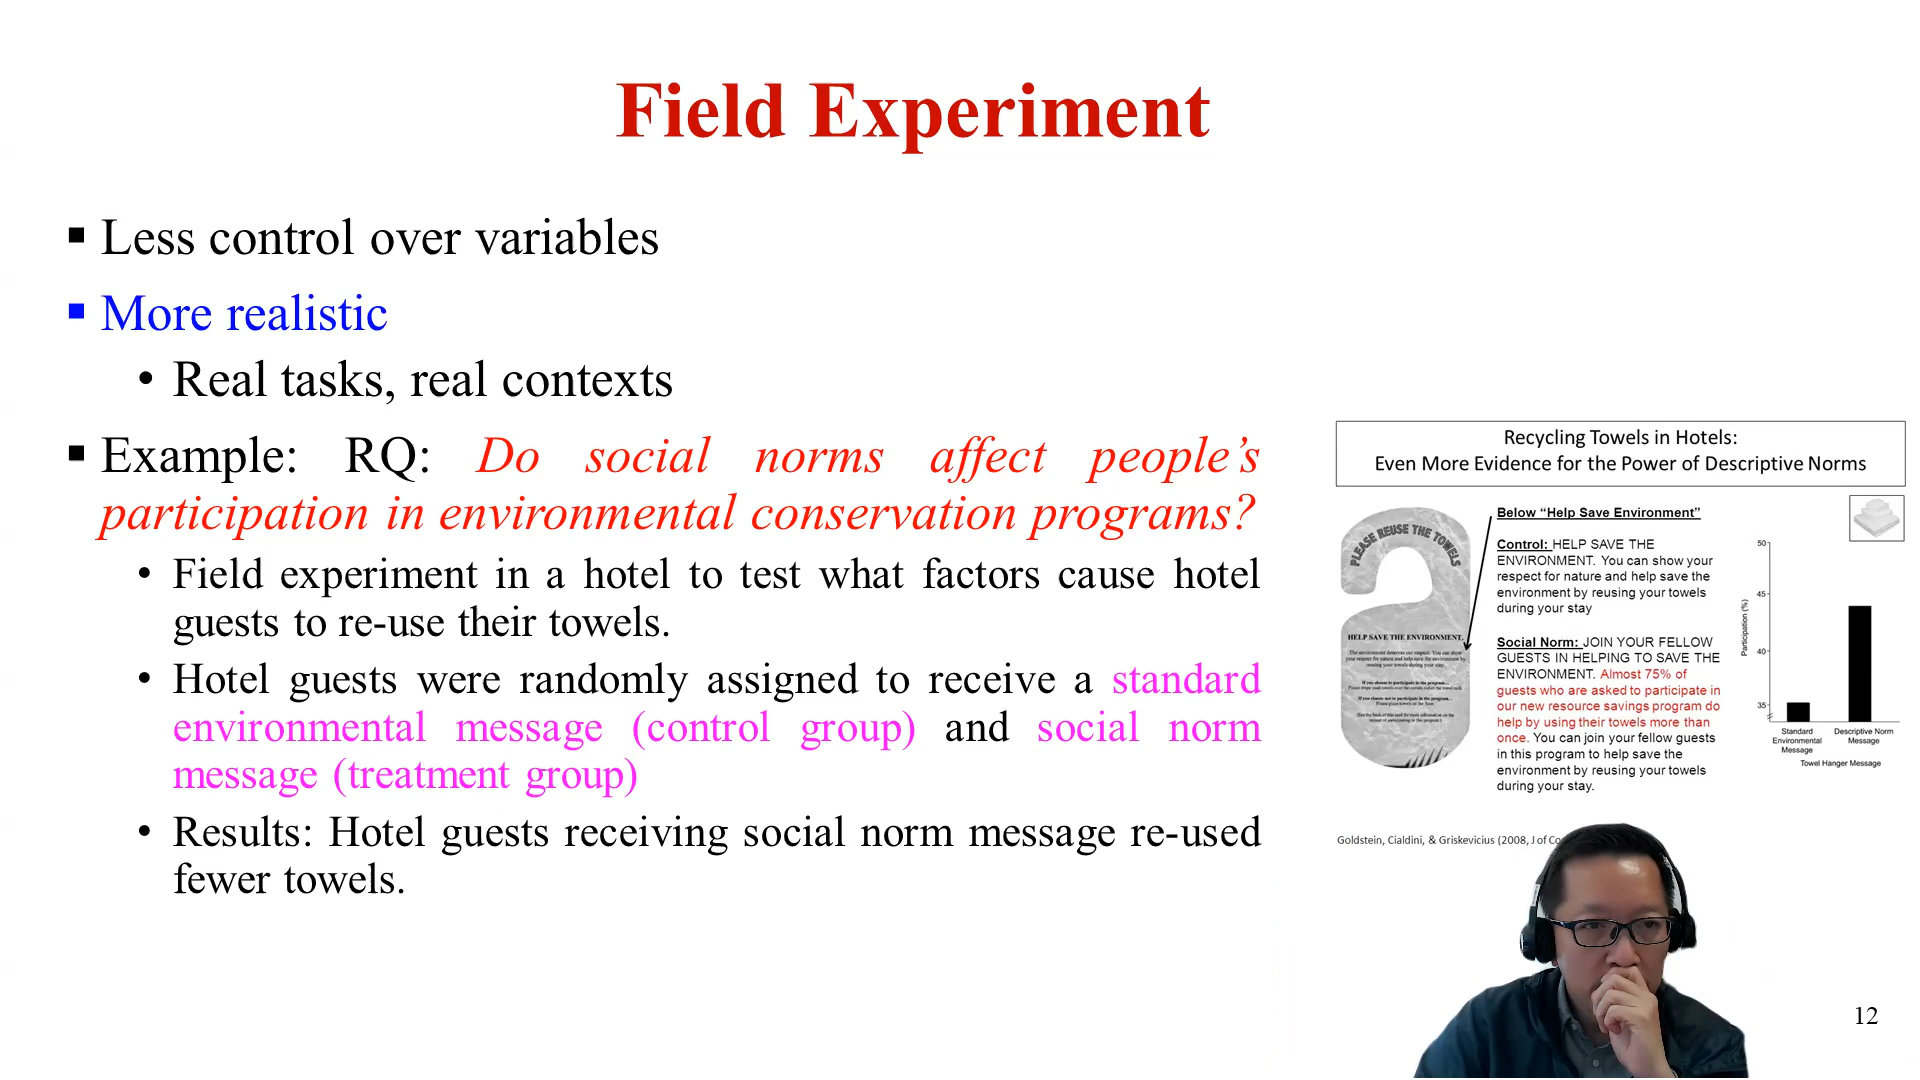 Field Experiment
Less control over variables
More realistic
Real tasks, real contexts
Example: RQ: Do social norms affect people’s
participation in environmental conservation programs?
Field experiment in a hotel to test what factors cause hotel
guests to re-use their towels.
Hotel guests were randomly assigned to receive a standard
environmental message (control group) and social norm
message (treatment group)
Results: Hotel guests receiving social norm message re-used
fewer towels.
Recycling Towels in Hotels:
Even More Evidence for the Power of Descriptive Norms
PLEASE REUSE THE TOWELS
HELP SAVE THE ENVIRONMENT.
Below “Help Save Environment”
Control: HELP SAVE THE
ENVIRONMENT. You can show your
respect for nature and help save the
environment by reusing your towels
during your stay
Social Norm: JOIN YOUR FELLOW
GUESTS IN HELPING TO SAVE THE
ENVIRONMENT. Almost 75% of
guests who are asked to participate in
our new resource savings program do
help by using their towels more than
once. You can join your fellow guests
in this program to help save the
environment by reusing your towels
during your stay.
50
45
40
35
Participation (%)
Standard
Environmental
Message
Descriptive Norm
Message
Towel Hanger Message
Goldstein, Cialdini, & Griskevicius (2008, J of Co
12